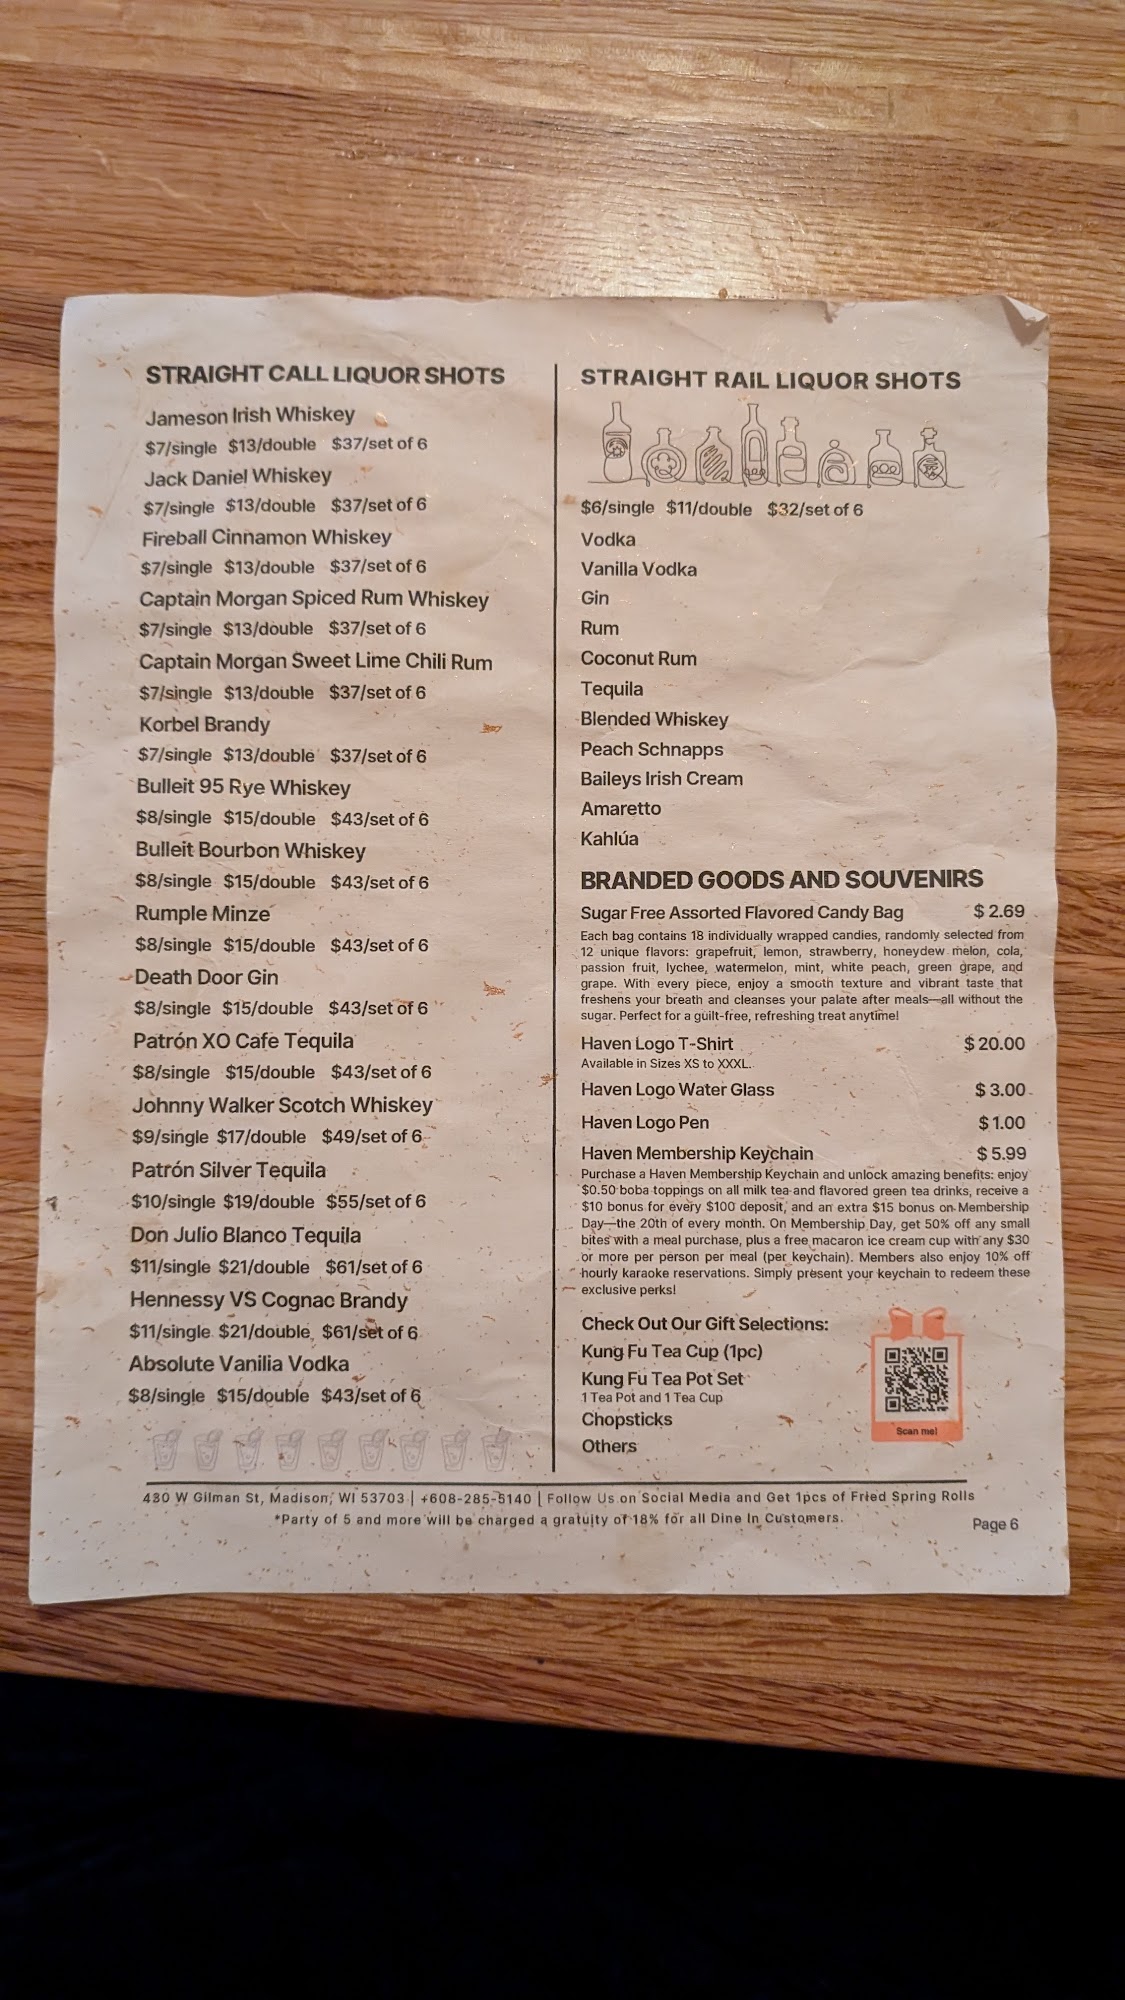 STRAIGHT CALL LIQUOR SHOTS
Jameson Irish Whiskey
$7/single $13/double $37/set of 6
Jack Daniel Whiskey
$7/single $13/double $37/set of 6
Fireball Cinnamon Whiskey
$7/single $13/double $37/set of 6
Captain Morgan Spiced Rum Whiskey
$7/single $13/double $37/set of 6
Captain Morgan Sweet Lime Chili Rum
$7/single $13/double $37/set of 6
Korbel Brandy
$7/single $13/double $37/set of 6
Bulleit 95 Rye Whiskey
$8/single $15/double $43/set of 6
Bulleit Bourbon Whiskey
$8/single $15/double $43/set of 6
Rumple Minze
$8/single $15/double $43/set of 6
Death Door Gin
$8/single $15/double $43/set of 6
Patrón XO Cafe Tequila
$8/single $15/double $43/set of 6
Johnny Walker Scotch Whiskey
$9/single $17/double $49/set of 6
Patrón Silver Tequila
$10/single $19/double $55/set of 6
Don Julio Blanco Tequila
$11/single $21/double $61/set of 6
Hennessy VS Cognac Brandy
$11/single $21/double $61/set of 6
Absolute Vanilia Vodka
$8/single $15/double $43/set of 6
STRAIGHT RAIL LIQUOR SHOTS
$6/single $11/double $32/set of 6
Vodka
Vanilla Vodka
Gin
Rum
Coconut Rum
Tequila
Blended Whiskey
Peach Schnapps
Baileys Irish Cream
Amaretto
Kahlúa
BRANDED GOODS AND SOUVENIRS
Sugar Free Assorted Flavored Candy Bag $ 2.69
Each bag contains 18 individually wrapped candies, randomly selected from
12 unique flavors: grapefruit, lemon, strawberry, honeydew melon, cola,
passion fruit, lychee, watermelon, mint, white peach, green grape, and
grape. With every piece, enjoy a smooth texture and vibrant taste that
freshens your breath and cleanses your palate after meals—all without the
sugar. Perfect for a guilt-free, refreshing treat anytime!
Haven Logo T-Shirt $ 20.00
Available in Sizes XS to XXXL.
Haven Logo Water Glass $ 3.00
Haven Logo Pen $ 1.00
Haven Membership Keychain $ 5.99
Purchase a Haven Membership Keychain and unlock amazing benefits: enjoy
$0.50 boba toppings on all milk tea and flavored green tea drinks, receive a
$10 bonus for every $100 deposit, and an extra $15 bonus on Membership
Day—the 20th of every month. On Membership Day, get 50% off any small
bites with a meal purchase, plus a free macaron ice cream cup with any $30
or more per person per meal (per keychain). Members also enjoy 10% off
hourly karaoke reservations. Simply present your keychain to redeem these
exclusive perks!
Check Out Our Gift Selections:
Kung Fu Tea Cup (1pc)
Kung Fu Tea Pot Set
1 Tea Pot and 1 Tea Cup
Chopsticks
Others
Scan me!
430 W Gilman St, Madison, WI 53703 | +608-285-5140 | Follow Us on Social Media and Get 1pcs of Fried Spring Rolls
*Party of 5 and more will be charged a gratuity of 18% for all Dine In Customers.
Page 6